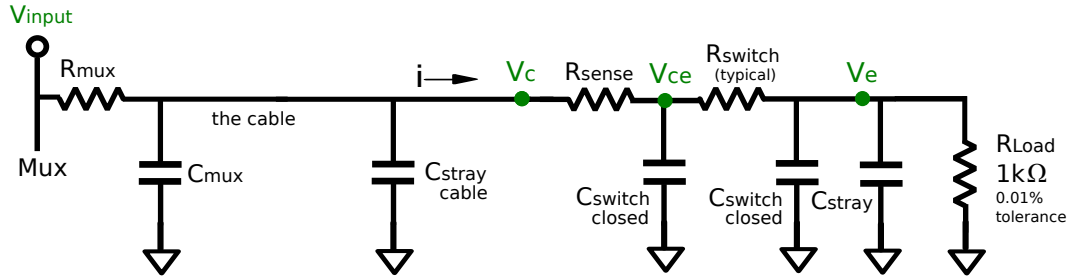 Vinput
Rmux
i
Vc
Rsense
Vce
Rswitch
(typical)
Ve
the cable
Mux
Cmux
Cstray
cable
Cswitch
closed
Cswitch
closed
Cstray
RLoad
1kΩ
0.01%
tolerance